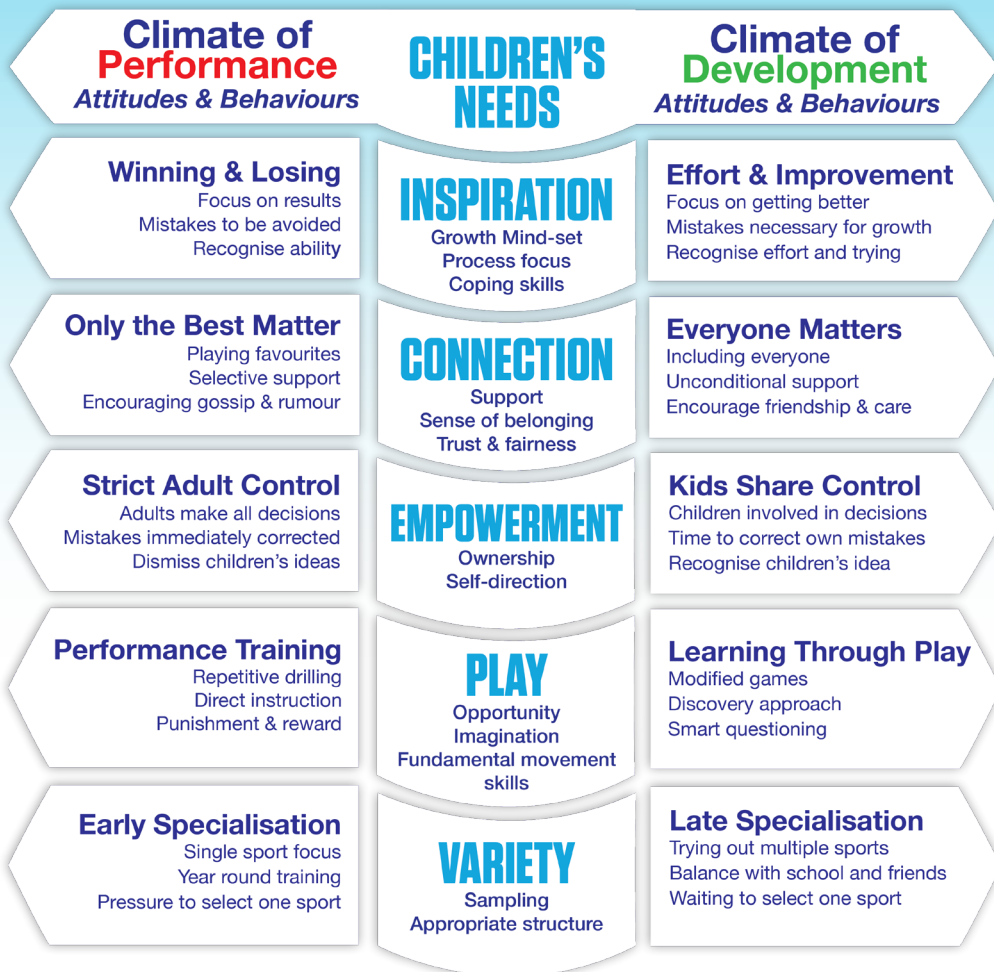 Climate of
Performance
Attitudes & Behaviours
CHILDREN'S
NEEDS
Climate of
Development
Attitudes & Behaviours
Winning & Losing
Focus on results
Mistakes to be avoided
Recognise ability
INSPIRATION
Growth Mind-set
Process focus
Coping skills
Effort & Improvement
Focus on getting better
Mistakes necessary for growth
Recognise effort and trying
Only the Best Matter
Playing favourites
Selective support
Encouraging gossip & rumour
CONNECTION
Support
Sense of belonging
Trust & fairness
Everyone Matters
Including everyone
Unconditional support
Encourage friendship & care
Strict Adult Control
Adults make all decisions
Mistakes immediately corrected
Dismiss children's ideas
EMPOWERMENT
Ownership
Self-direction
Kids Share Control
Children involved in decisions
Time to correct own mistakes
Recognise children's idea
Performance Training
Repetitive drilling
Direct instruction
Punishment & reward
PLAY
Opportunity
Imagination
Fundamental movement
skills
Learning Through Play
Modified games
Discovery approach
Smart questioning
Early Specialisation
Single sport focus
Year round training
Pressure to select one sport
VARIETY
Sampling
Appropriate structure
Late Specialisation
Trying out multiple sports
Balance with school and friends
Waiting to select one sport